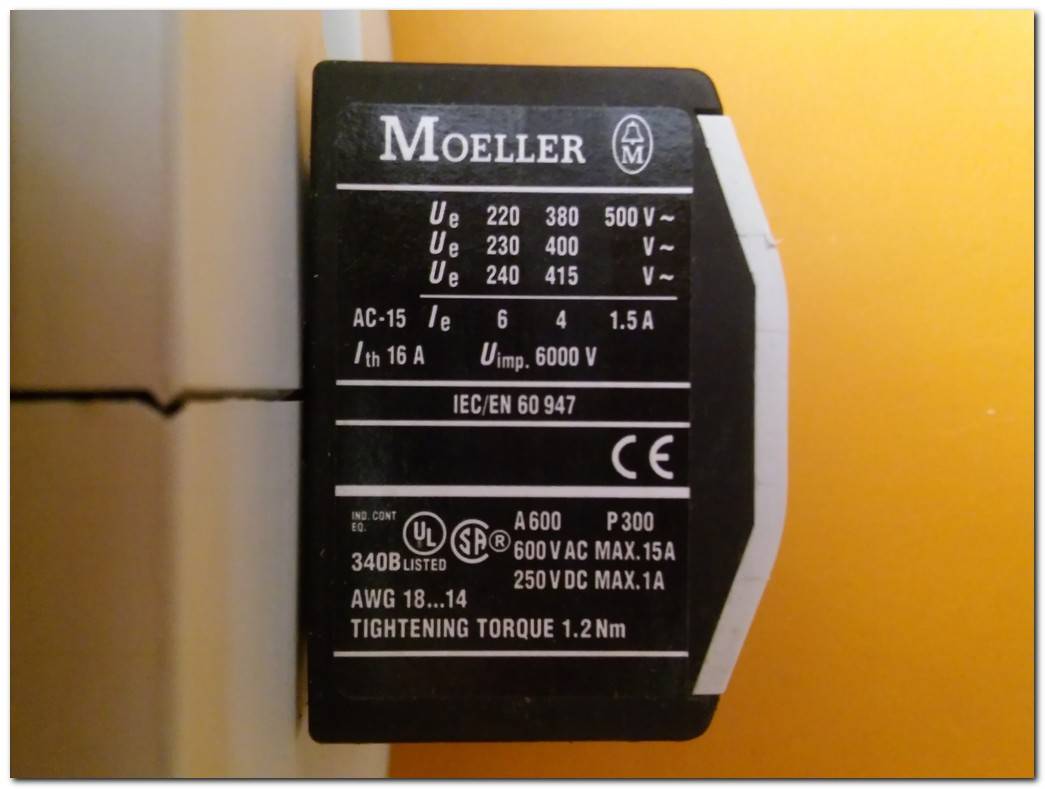 MOELLER M
Ue 220 380 500 V ~
Ue 230 400 V ~
Ue 240 415 V ~
AC-15 Ie 6 4 1.5 A
Ith 16 A Uimp. 6000 V
IEC/EN 60 947
CE
IND. CONT
EQ.
340B UL LISTED
SA ®
A600 P300
600 V AC MAX. 15A
250 V DC MAX. 1A
AWG 18...14
TIGHTENING TORQUE 1.2 Nm